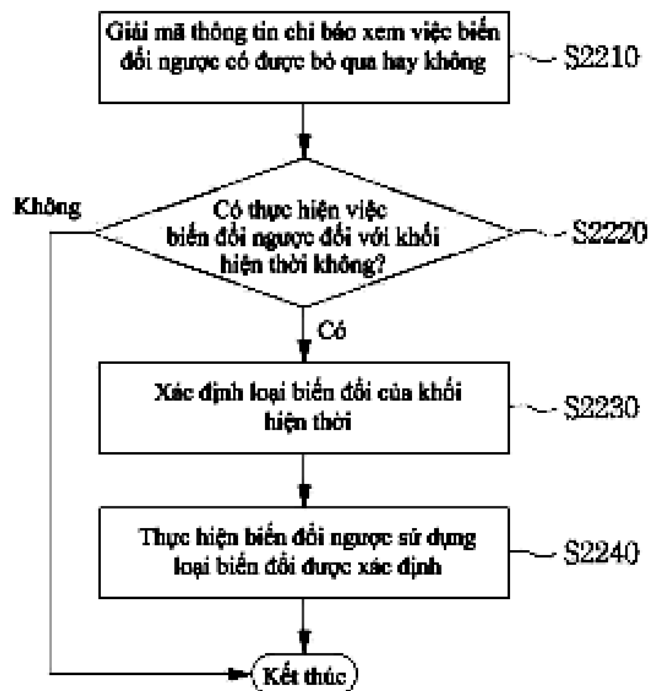 Giải mã thông tin chỉ báo xem việc biến
đổi ngược có được bỏ qua hay không
S2210
Không
Có thực hiện việc
biến đổi ngược đối với khối
hiện thời không?
S2220
Có
Xác định loại biến đổi của khối
hiện thời
S2230
Thực hiện biến đổi ngược sử dụng
loại biến đổi được xác định
S2240
Kết thúc